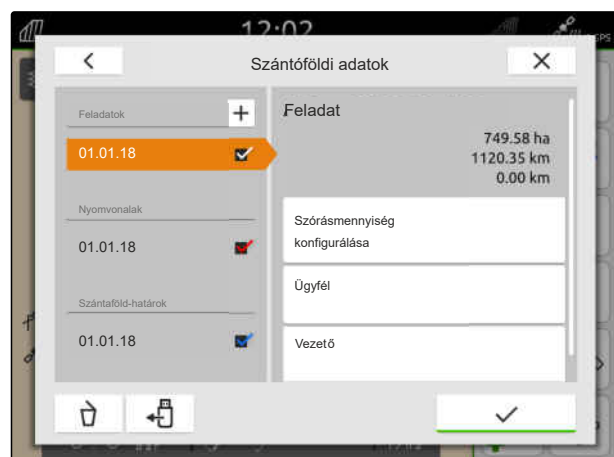 12:02
Szántóföldi adatok
Feladatok
01.01.18
Nyomvonalak
01.01.18
Szántaföld-határok
01.01.18
Feladat
749.58 ha
1120.35 km
0.00 km
Szórásmennyiség
konfigurálása
Ügyfél
Vezető